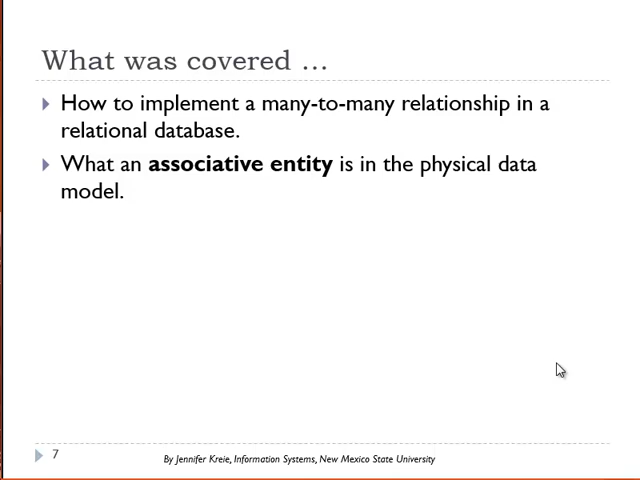 What was covered …
How to implement a many-to-many relationship in a
relational database.
What an associative entity is in the physical data
model.
7
By Jennifer Kreie, Information Systems, New Mexico State University